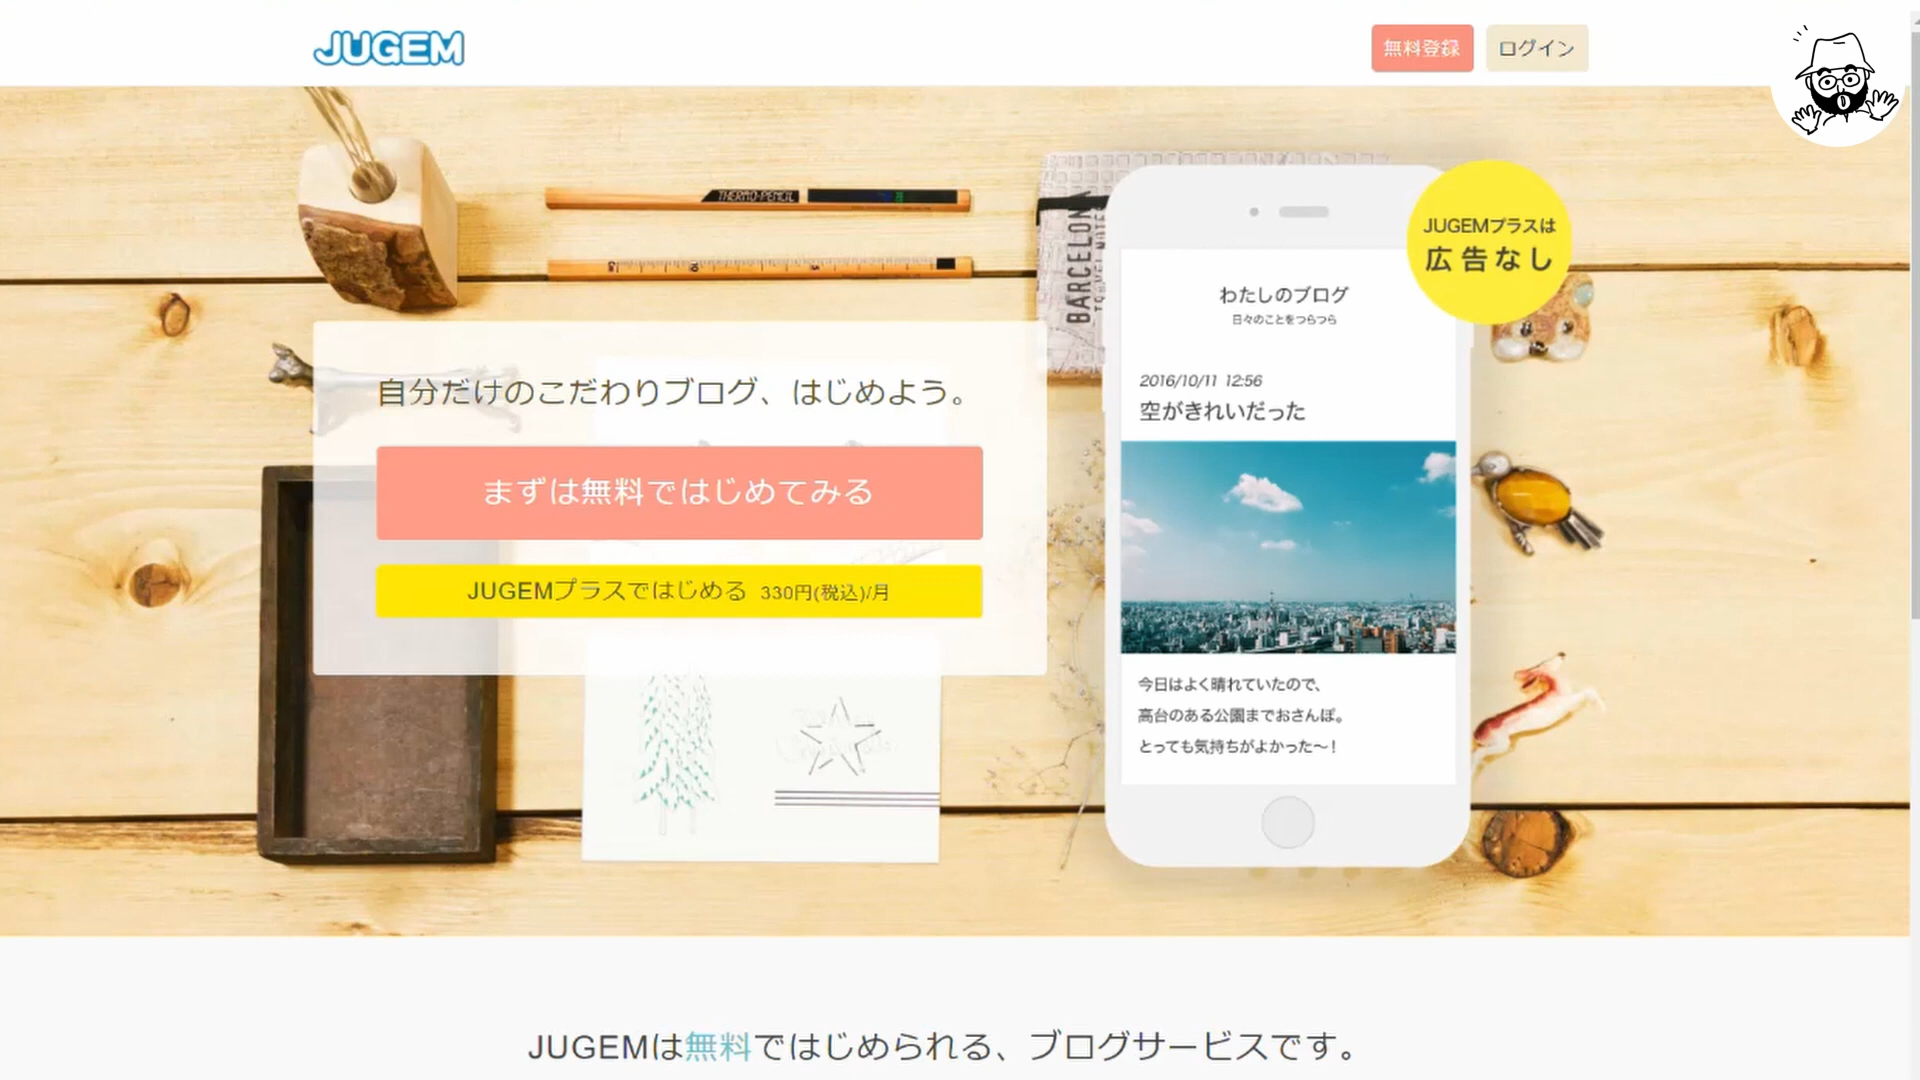 JUGEM
無料登録
ログイン
THERMO-PENCIL
BARCELONA
JUGEMプラスは
広告なし
わたしのブログ
日々のことをつらつら
自分だけのこだわりブログ、はじめよう。
2016/10/11 12:56
空がきれいだった
まずは無料ではじめてみる
JUGEMプラスではじめる 330円(税込)/月
今日はよく晴れていたので、
高台のある公園までおさんぽ。
とっても気持ちがよかった〜！
JUGEMは無料ではじめられる、ブログサービスです。